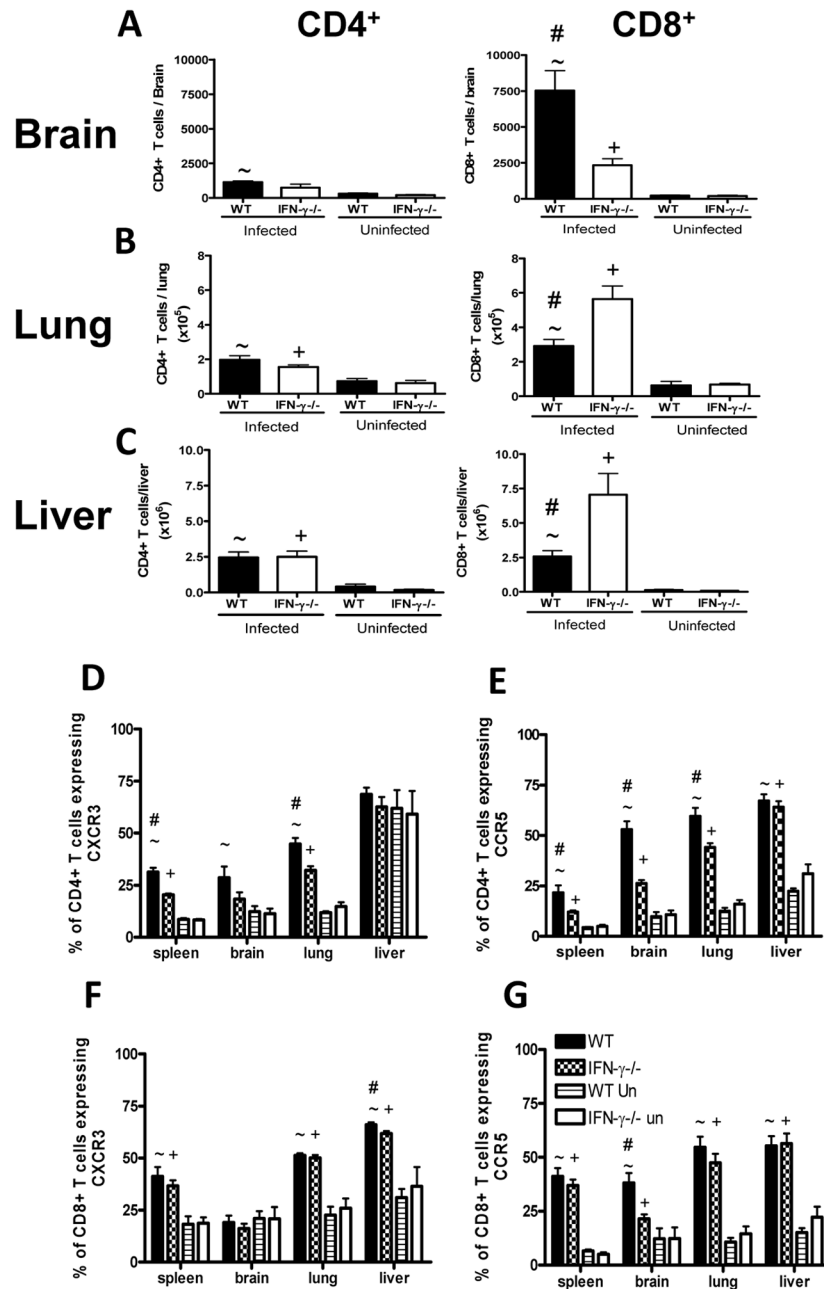 A
CD4+
CD8+
Brain
CD4+ T cells / Brain
10000
7500
5000
2500
0
~
WT
IFN-γ-/-
WT
IFN-γ-/-
Infected
Uninfected
CD8+ T cells / brain
10000
7500
5000
2500
0
#
~
+
WT
IFN-γ-/-
WT
IFN-γ-/-
Infected
Uninfected
B
Lung
CD4+ T cells / lung
(x10⁵)
8
6
4
2
0
~
+
WT
IFN-γ-/-
WT
IFN-γ-/-
Infected
Uninfected
CD8+ T cells/lung
(x10⁵)
8
6
4
2
0
#
~
+
WT
IFN-γ-/-
WT
IFN-γ-/-
Infected
Uninfected
C
Liver
CD4+ T cells/liver
(x10⁶)
10.0
7.5
5.0
2.5
0.0
~
+
WT
IFN-γ-/-
WT
IFN-γ-/-
Infected
Uninfected
CD8+ T cells/liver
(x10⁶)
10.0
7.5
5.0
2.5
0.0
#
~
+
WT
IFN-γ-/-
WT
IFN-γ-/-
Infected
Uninfected
D
% of CD4+ T cells expressing
CXCR3
100
75
50
25
0
#
~ +
~
#
~ +
spleen brain lung liver
E
% of CD4+ T cells expressing
CCR5
100
75
50
25
0
#
~ +
#
~ +
#
~ +
~ +
spleen brain lung liver
F
% of CD8+ T cells expressing
CXCR3
100
75
50
25
0
~ +
~ +
#
~ +
spleen brain lung liver
G
% of CD8+ T cells expressing
CCR5
100
75
50
25
0
WT
IFN-γ-/-
WT Un
IFN-γ-/- un
~ +
#
~ +
~ +
~ +
spleen brain lung liver